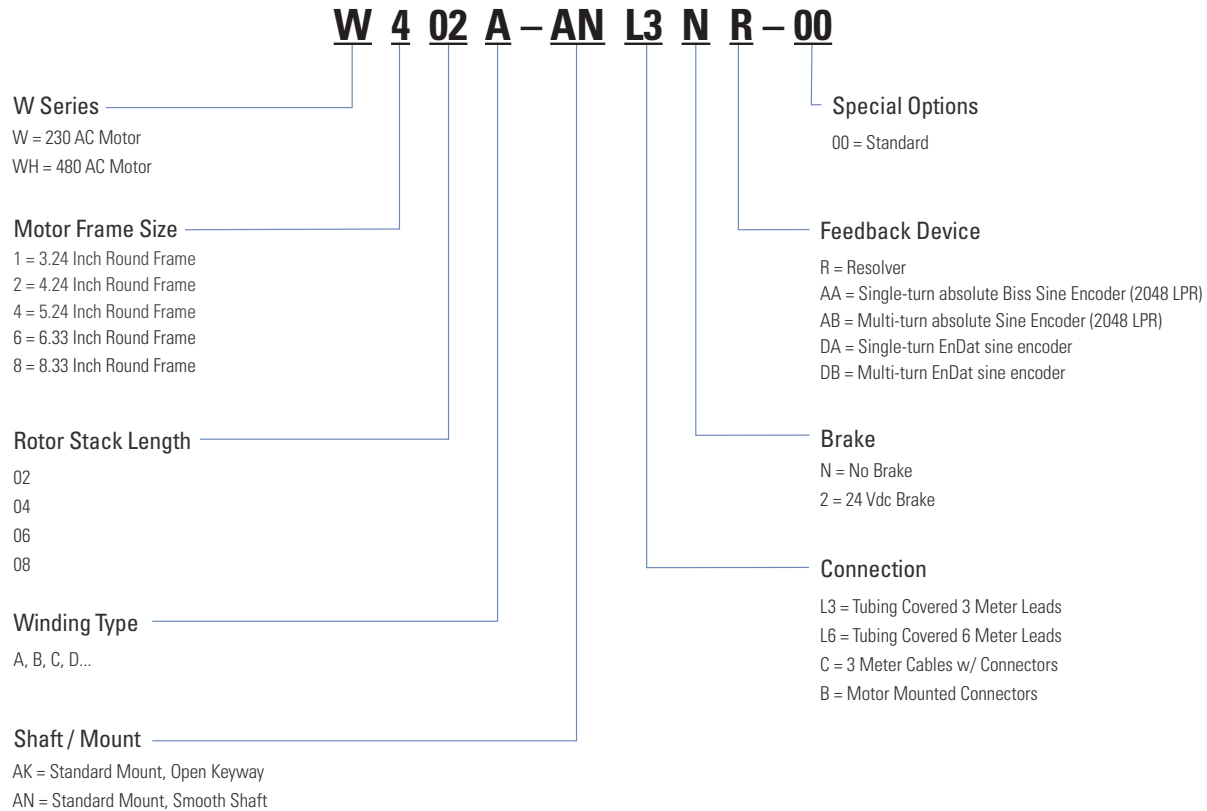 W 4 02 A – AN L3 N R – 00
W Series
W = 230 AC Motor
WH = 480 AC Motor
Motor Frame Size
1 = 3.24 Inch Round Frame
2 = 4.24 Inch Round Frame
4 = 5.24 Inch Round Frame
6 = 6.33 Inch Round Frame
8 = 8.33 Inch Round Frame
Rotor Stack Length
02
04
06
08
Winding Type
A, B, C, D...
Shaft / Mount
AK = Standard Mount, Open Keyway
AN = Standard Mount, Smooth Shaft
Special Options
00 = Standard
Feedback Device
R = Resolver
AA = Single-turn absolute Biss Sine Encoder (2048 LPR)
AB = Multi-turn absolute Sine Encoder (2048 LPR)
DA = Single-turn EnDat sine encoder
DB = Multi-turn EnDat sine encoder
Brake
N = No Brake
2 = 24 Vdc Brake
Connection
L3 = Tubing Covered 3 Meter Leads
L6 = Tubing Covered 6 Meter Leads
C = 3 Meter Cables w/ Connectors
B = Motor Mounted Connectors